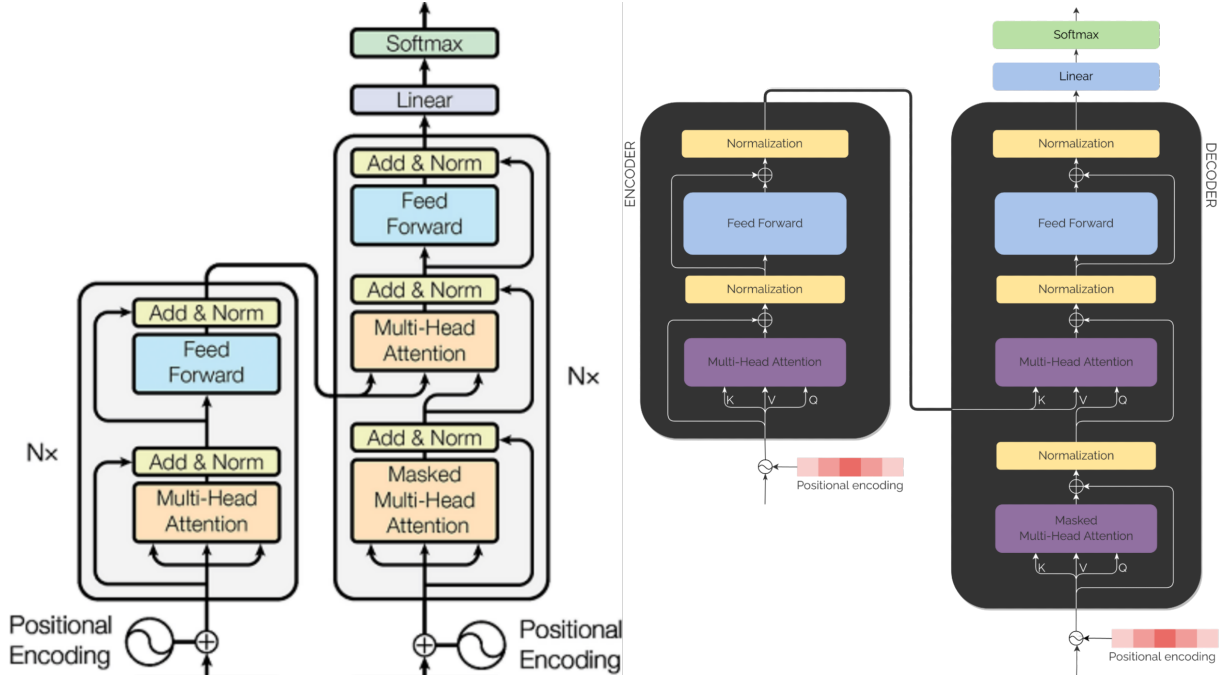 Softmax
Linear
Add & Norm
Feed
Forward
Add & Norm
Multi-Head
Attention
Nx
Add & Norm
Masked
Multi-Head
Attention
Add & Norm
Feed
Forward
Nx
Add & Norm
Multi-Head
Attention
Positional
Encoding
Positional
Encoding
ENCODER
Normalization
Feed Forward
Normalization
Multi-Head Attention
K V Q
Positional encoding
Softmax
Linear
DECODER
Normalization
Feed Forward
Normalization
Multi-Head Attention
K V Q
Normalization
Masked
Multi-Head Attention
K V Q
Positional encoding